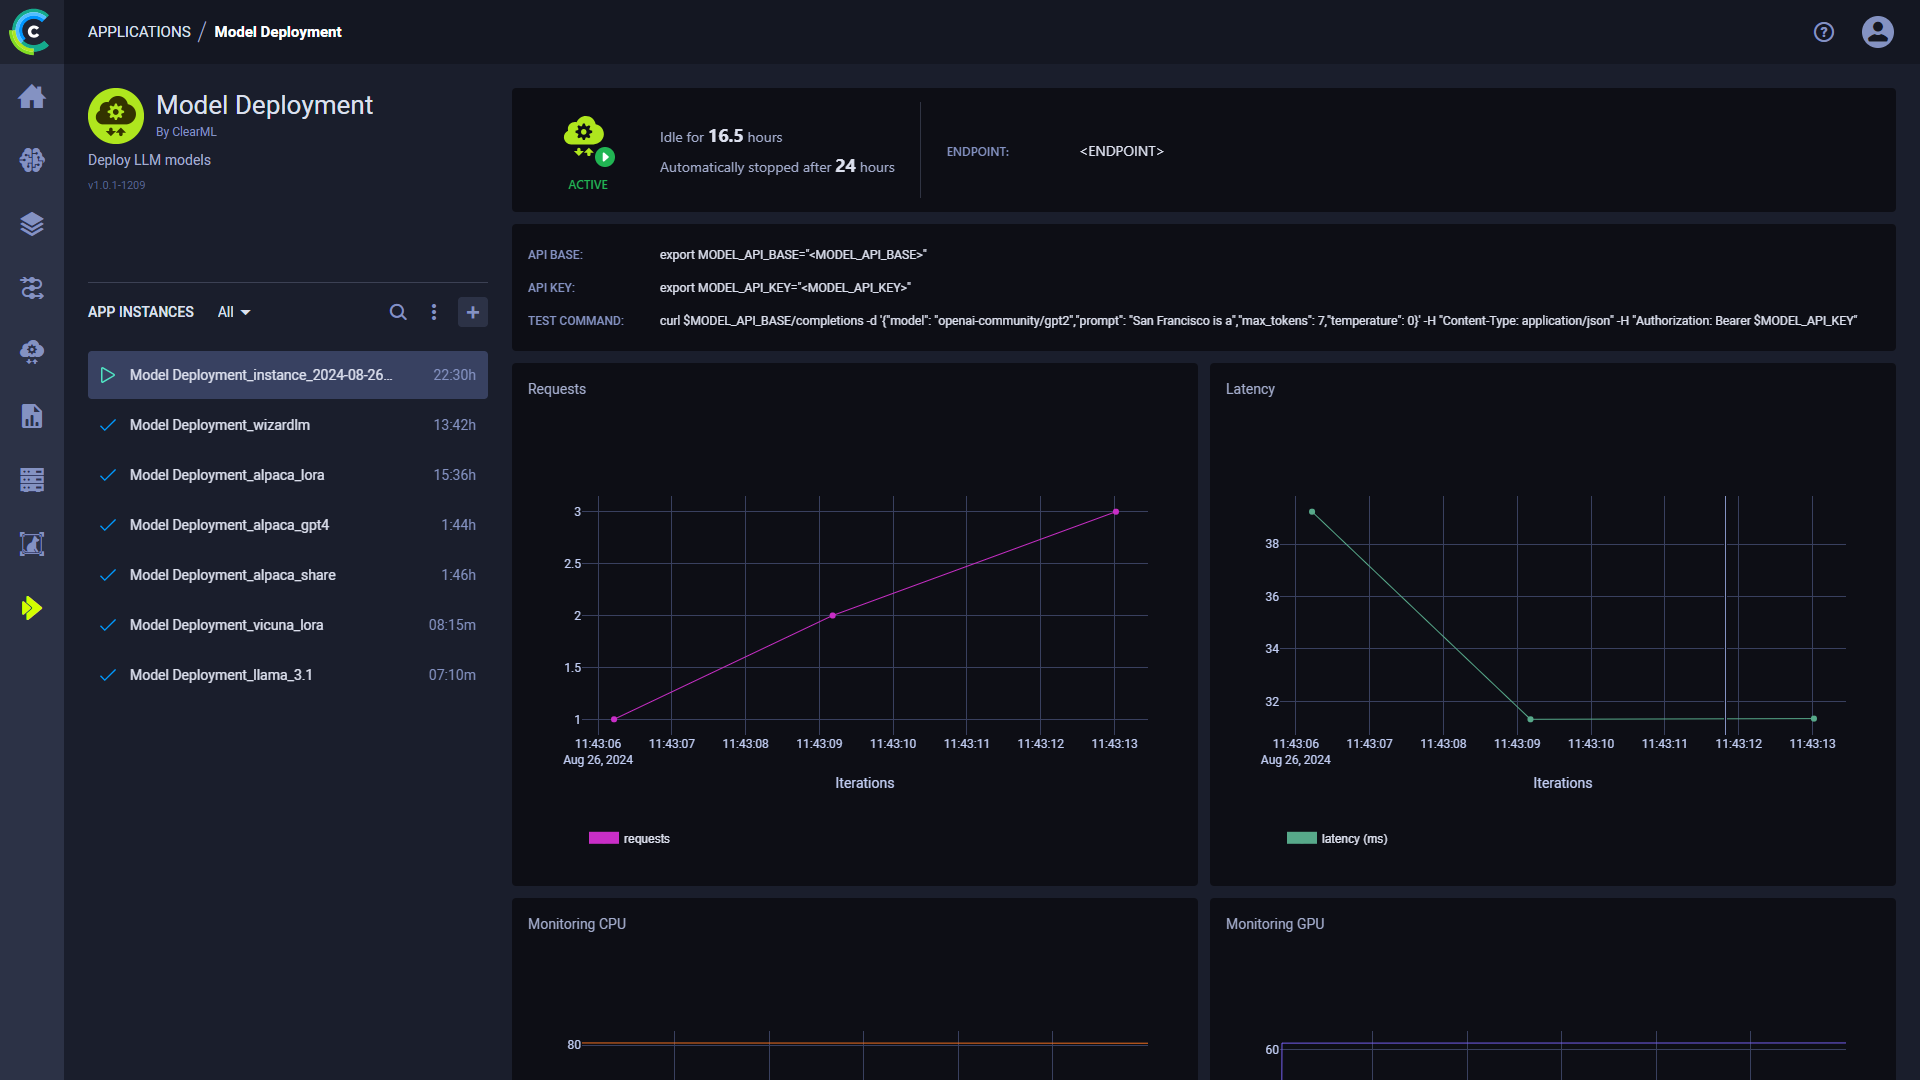 APPLICATIONS / Model Deployment
Model Deployment
By ClearML
Deploy LLM models
v1.0.1-1209
APP INSTANCES All
Model Deployment_instance_2024-08-26... 22:30h
Model Deployment_wizardlm 13:42h
Model Deployment_alpaca_lora 15:36h
Model Deployment_alpaca_gpt4 1:44h
Model Deployment_alpaca_share 1:46h
Model Deployment_vicuna_lora 08:15m
Model Deployment_llama_3.1 07:10m
ACTIVE
Idle for 16.5 hours
Automatically stopped after 24 hours
ENDPOINT: <ENDPOINT>
API BASE: export MODEL_API_BASE="<MODEL_API_BASE>"
API KEY: export MODEL_API_KEY="<MODEL_API_KEY>"
TEST COMMAND: curl $MODEL_API_BASE/completions -d '{"model": "openai-community/gpt2","prompt": "San Francisco is a","max_tokens": 7,"temperature": 0}' -H "Content-Type: application/json" -H "Authorization: Bearer $MODEL_API_KEY"
Requests
3
2.5
2
1.5
1
11:43:06 11:43:07 11:43:08 11:43:09 11:43:10 11:43:11 11:43:12 11:43:13
Aug 26, 2024
Iterations
requests
Latency
38
36
34
32
11:43:06 11:43:07 11:43:08 11:43:09 11:43:10 11:43:11 11:43:12 11:43:13
Aug 26, 2024
Iterations
latency (ms)
Monitoring CPU
80
Monitoring GPU
60